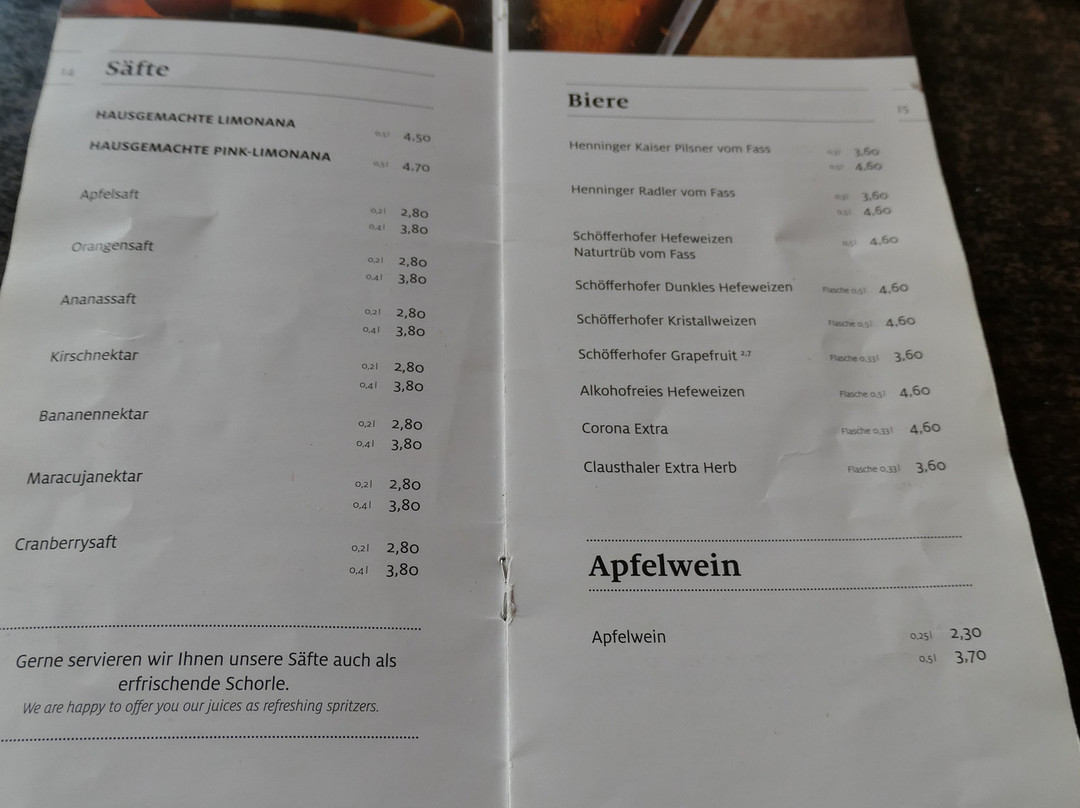 14
Säfte
HAUSGEMACHTE LIMONANA 0,5l 4,50
HAUSGEMACHTE PINK-LIMONANA 0,5l 4,70
Apfelsaft 0,2l 2,80
0,4l 3,80
Orangensaft 0,2l 2,80
0,4l 3,80
Ananassaft 0,2l 2,80
0,4l 3,80
Kirschnektar 0,2l 2,80
0,4l 3,80
Bananennektar 0,2l 2,80
0,4l 3,80
Maracujanektar 0,2l 2,80
0,4l 3,80
Cranberrysaft 0,2l 2,80
0,4l 3,80
Gerne servieren wir Ihnen unsere Säfte auch als
erfrischende Schorle.
We are happy to offer you our juices as refreshing spritzers.
15
Biere
Henninger Kaiser Pilsner vom Fass 3,60
0,5l 4,60
Henninger Radler vom Fass 3,60
0,5l 4,60
Schöfferhofer Hefeweizen 0,5l 4,60
Naturtrüb vom Fass
Schöfferhofer Dunkles Hefeweizen Flasche 0,5l 4,60
Schöfferhofer Kristallweizen Flasche 0,5l 4,60
Schöfferhofer Grapefruit 2,7 Flasche 0,33l 3,60
Alkohofreies Hefeweizen Flasche 0,5l 4,60
Corona Extra Flasche 0,33l 4,60
Clausthaler Extra Herb Flasche 0,33l 3,60
Apfelwein
Apfelwein 0,25l 2,30
0,5l 3,70